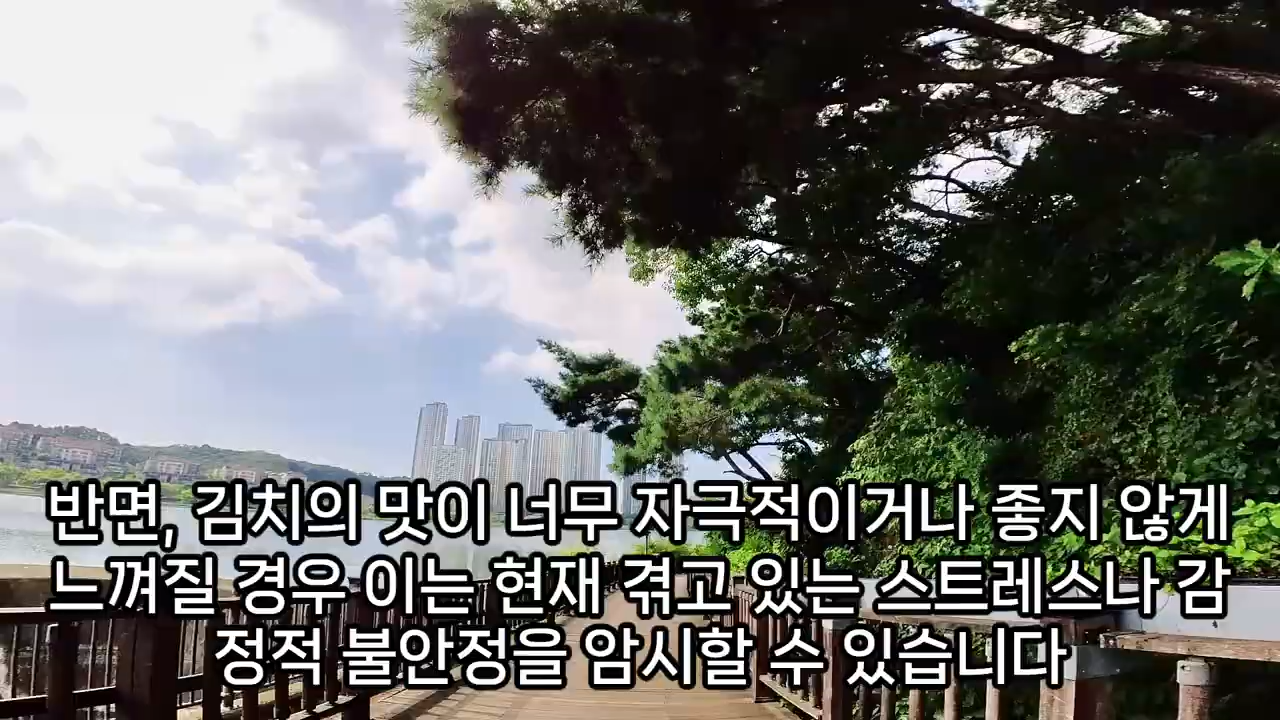 반면, 김치의 맛이 너무 자극적이거나 좋지 않게
느껴질 경우 이는 현재 겪고 있는 스트레스나 감
정적 불안정을 암시할 수 있습니다